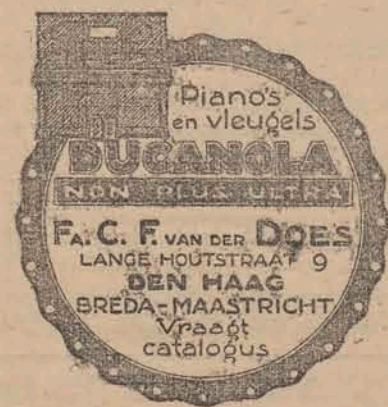 Piano's
en vleugels
DUCANOLA
NON PLUS ULTRA
FA. C. F. VAN DER DOES
LANGE HOUTSTRAAT 9
DEN HAAG
BREDA-MAASTRICHT
Vraagt
catalogus